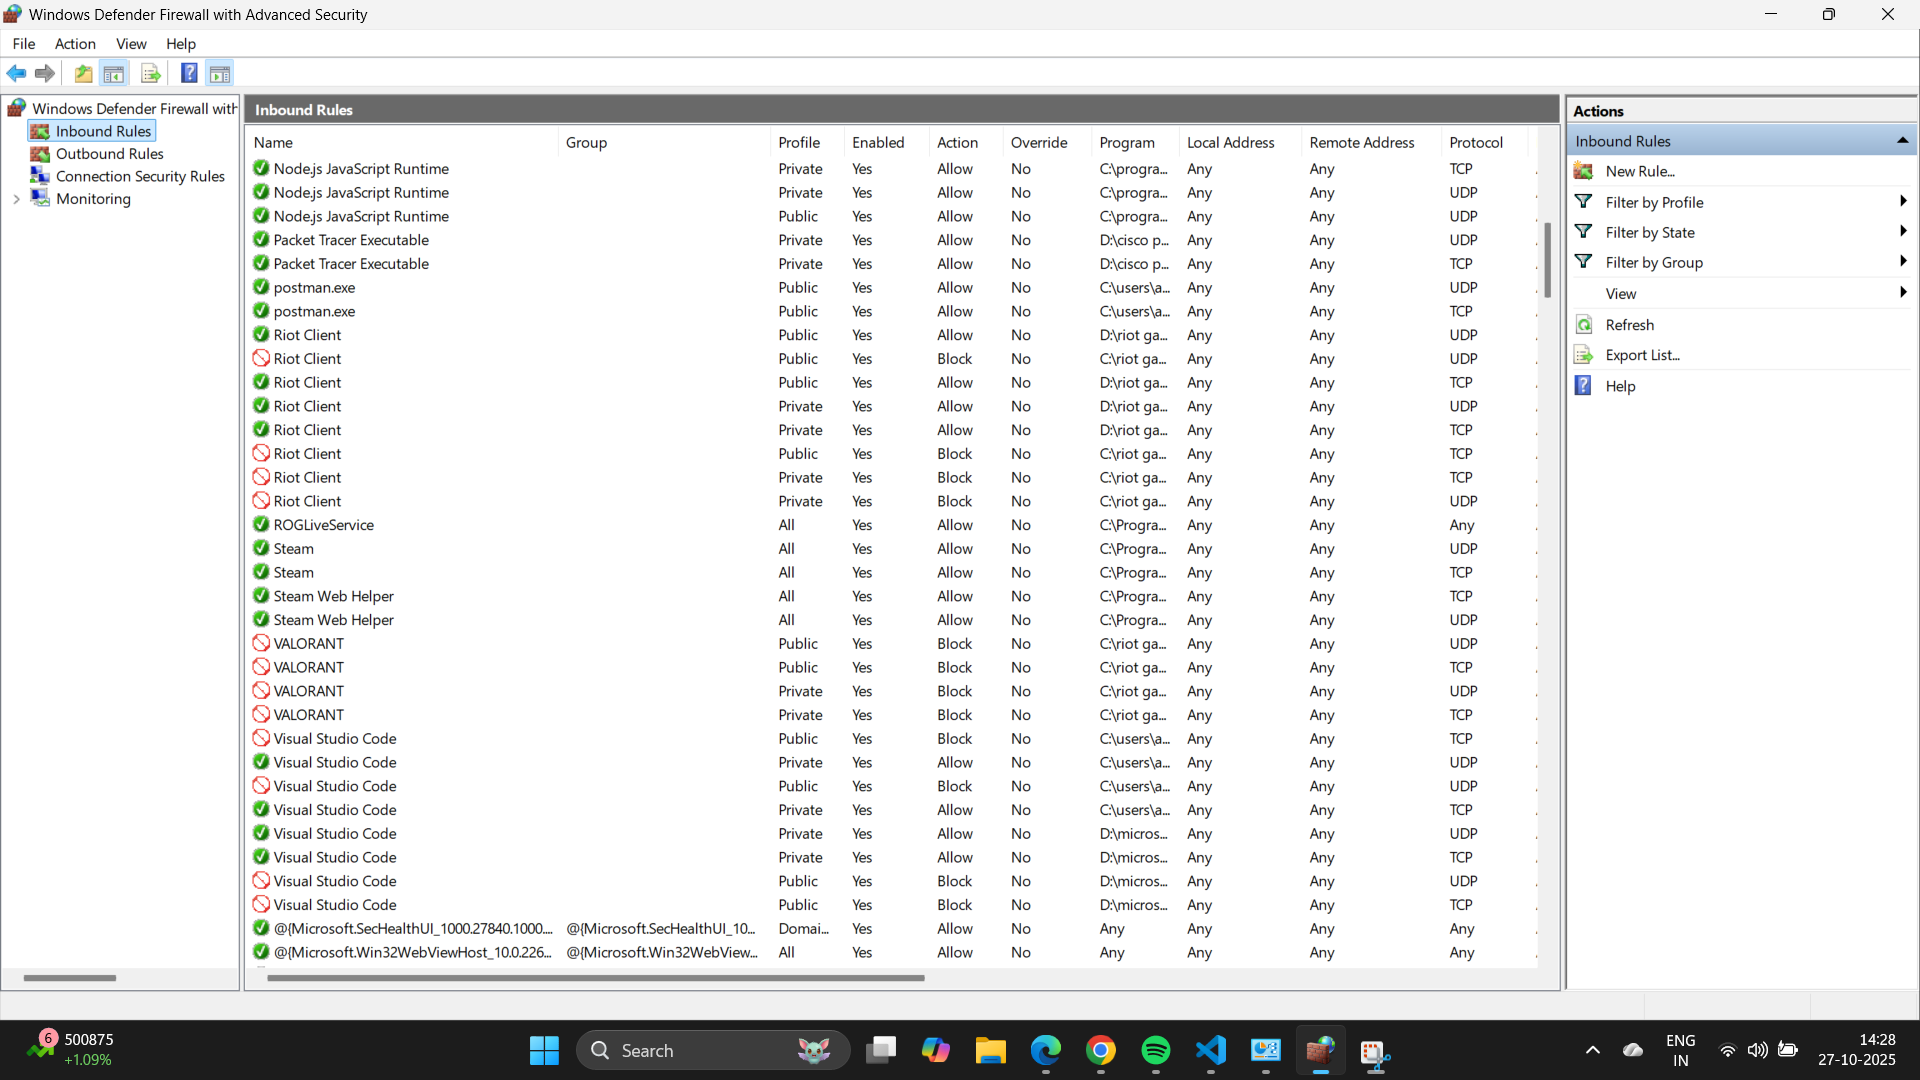 Windows Defender Firewall with Advanced Security
File Action View Help
Windows Defender Firewall with
Inbound Rules
Outbound Rules
Connection Security Rules
Monitoring
Inbound Rules
Name Group Profile Enabled Action Override Program Local Address Remote Address Protocol
Node.js JavaScript Runtime Private Yes Allow No C:\progra... Any Any TCP
Node.js JavaScript Runtime Private Yes Allow No C:\progra... Any Any UDP
Node.js JavaScript Runtime Public Yes Allow No C:\progra... Any Any UDP
Packet Tracer Executable Private Yes Allow No D:\cisco p... Any Any UDP
Packet Tracer Executable Private Yes Allow No D:\cisco p... Any Any TCP
postman.exe Public Yes Allow No C:\users\a... Any Any UDP
postman.exe Public Yes Allow No C:\users\a... Any Any TCP
Riot Client Public Yes Allow No D:\riot ga... Any Any UDP
Riot Client Public Yes Block No C:\riot ga... Any Any UDP
Riot Client Public Yes Allow No D:\riot ga... Any Any TCP
Riot Client Private Yes Allow No D:\riot ga... Any Any UDP
Riot Client Private Yes Allow No D:\riot ga... Any Any TCP
Riot Client Public Yes Block No C:\riot ga... Any Any TCP
Riot Client Private Yes Block No C:\riot ga... Any Any TCP
Riot Client Private Yes Block No C:\riot ga... Any Any UDP
ROGLiveService All Yes Allow No C:\Progra... Any Any Any
Steam All Yes Allow No C:\Progra... Any Any UDP
Steam All Yes Allow No C:\Progra... Any Any TCP
Steam Web Helper All Yes Allow No C:\Progra... Any Any TCP
Steam Web Helper All Yes Allow No C:\Progra... Any Any UDP
VALORANT Public Yes Block No C:\riot ga... Any Any UDP
VALORANT Public Yes Block No C:\riot ga... Any Any TCP
VALORANT Private Yes Block No C:\riot ga... Any Any UDP
VALORANT Private Yes Block No C:\riot ga... Any Any TCP
Visual Studio Code Public Yes Block No C:\users\a... Any Any TCP
Visual Studio Code Private Yes Allow No C:\users\a... Any Any UDP
Visual Studio Code Public Yes Block No C:\users\a... Any Any UDP
Visual Studio Code Private Yes Allow No C:\users\a... Any Any TCP
Visual Studio Code Private Yes Allow No D:\micros... Any Any UDP
Visual Studio Code Private Yes Allow No D:\micros... Any Any TCP
Visual Studio Code Public Yes Block No D:\micros... Any Any UDP
Visual Studio Code Public Yes Block No D:\micros... Any Any TCP
@{Microsoft.SecHealthUI_1000.27840.1000.... @{Microsoft.SecHealthUI_10... Domai... Yes Allow No Any Any Any Any
@{Microsoft.Win32WebViewHost_10.0.226... @{Microsoft.Win32WebView... All Yes Allow No Any Any Any Any
Actions
Inbound Rules
New Rule...
Filter by Profile
Filter by State
Filter by Group
View
Refresh
Export List...
Help
6 500875
+1.09%
Search
ENG
IN
14:28
27-10-2025